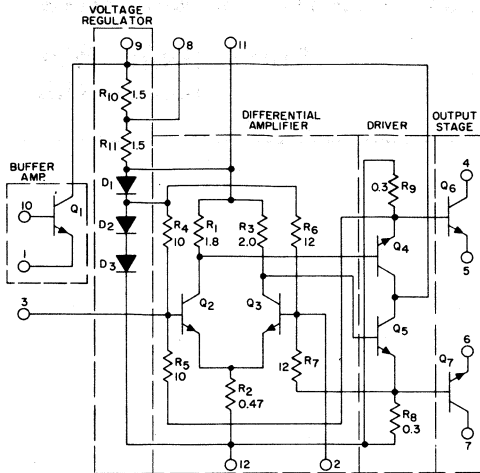 VOLTAGE
REGULATOR
9
8
11
R10
1.5
R11
1.5
DIFFERENTIAL
AMPLIFIER
DRIVER
OUTPUT
STAGE
BUFFER
AMP.
Q1
10
1
D1
D2
D3
R4
10
R1
1.8
R3
2.0
R6
12
0.3
R9
Q6
4
5
Q4
3
Q2
Q3
Q5
R5
10
R2
0.47
12
R7
R8
0.3
Q7
6
7
12
2